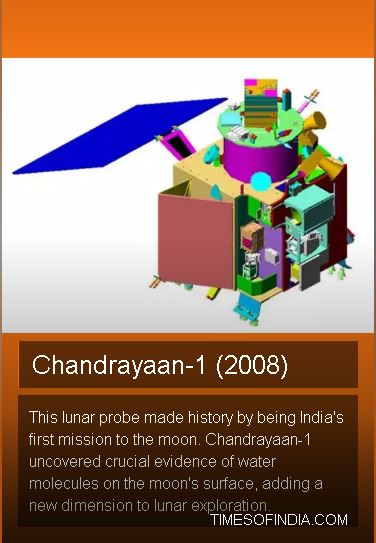 Chandrayaan-1 (2008)
This lunar probe made history by being India's
first mission to the moon. Chandrayaan-1
uncovered crucial evidence of water
molecules on the moon's surface, adding a
new dimension to lunar exploration.
TIMESOFINDIA.COM